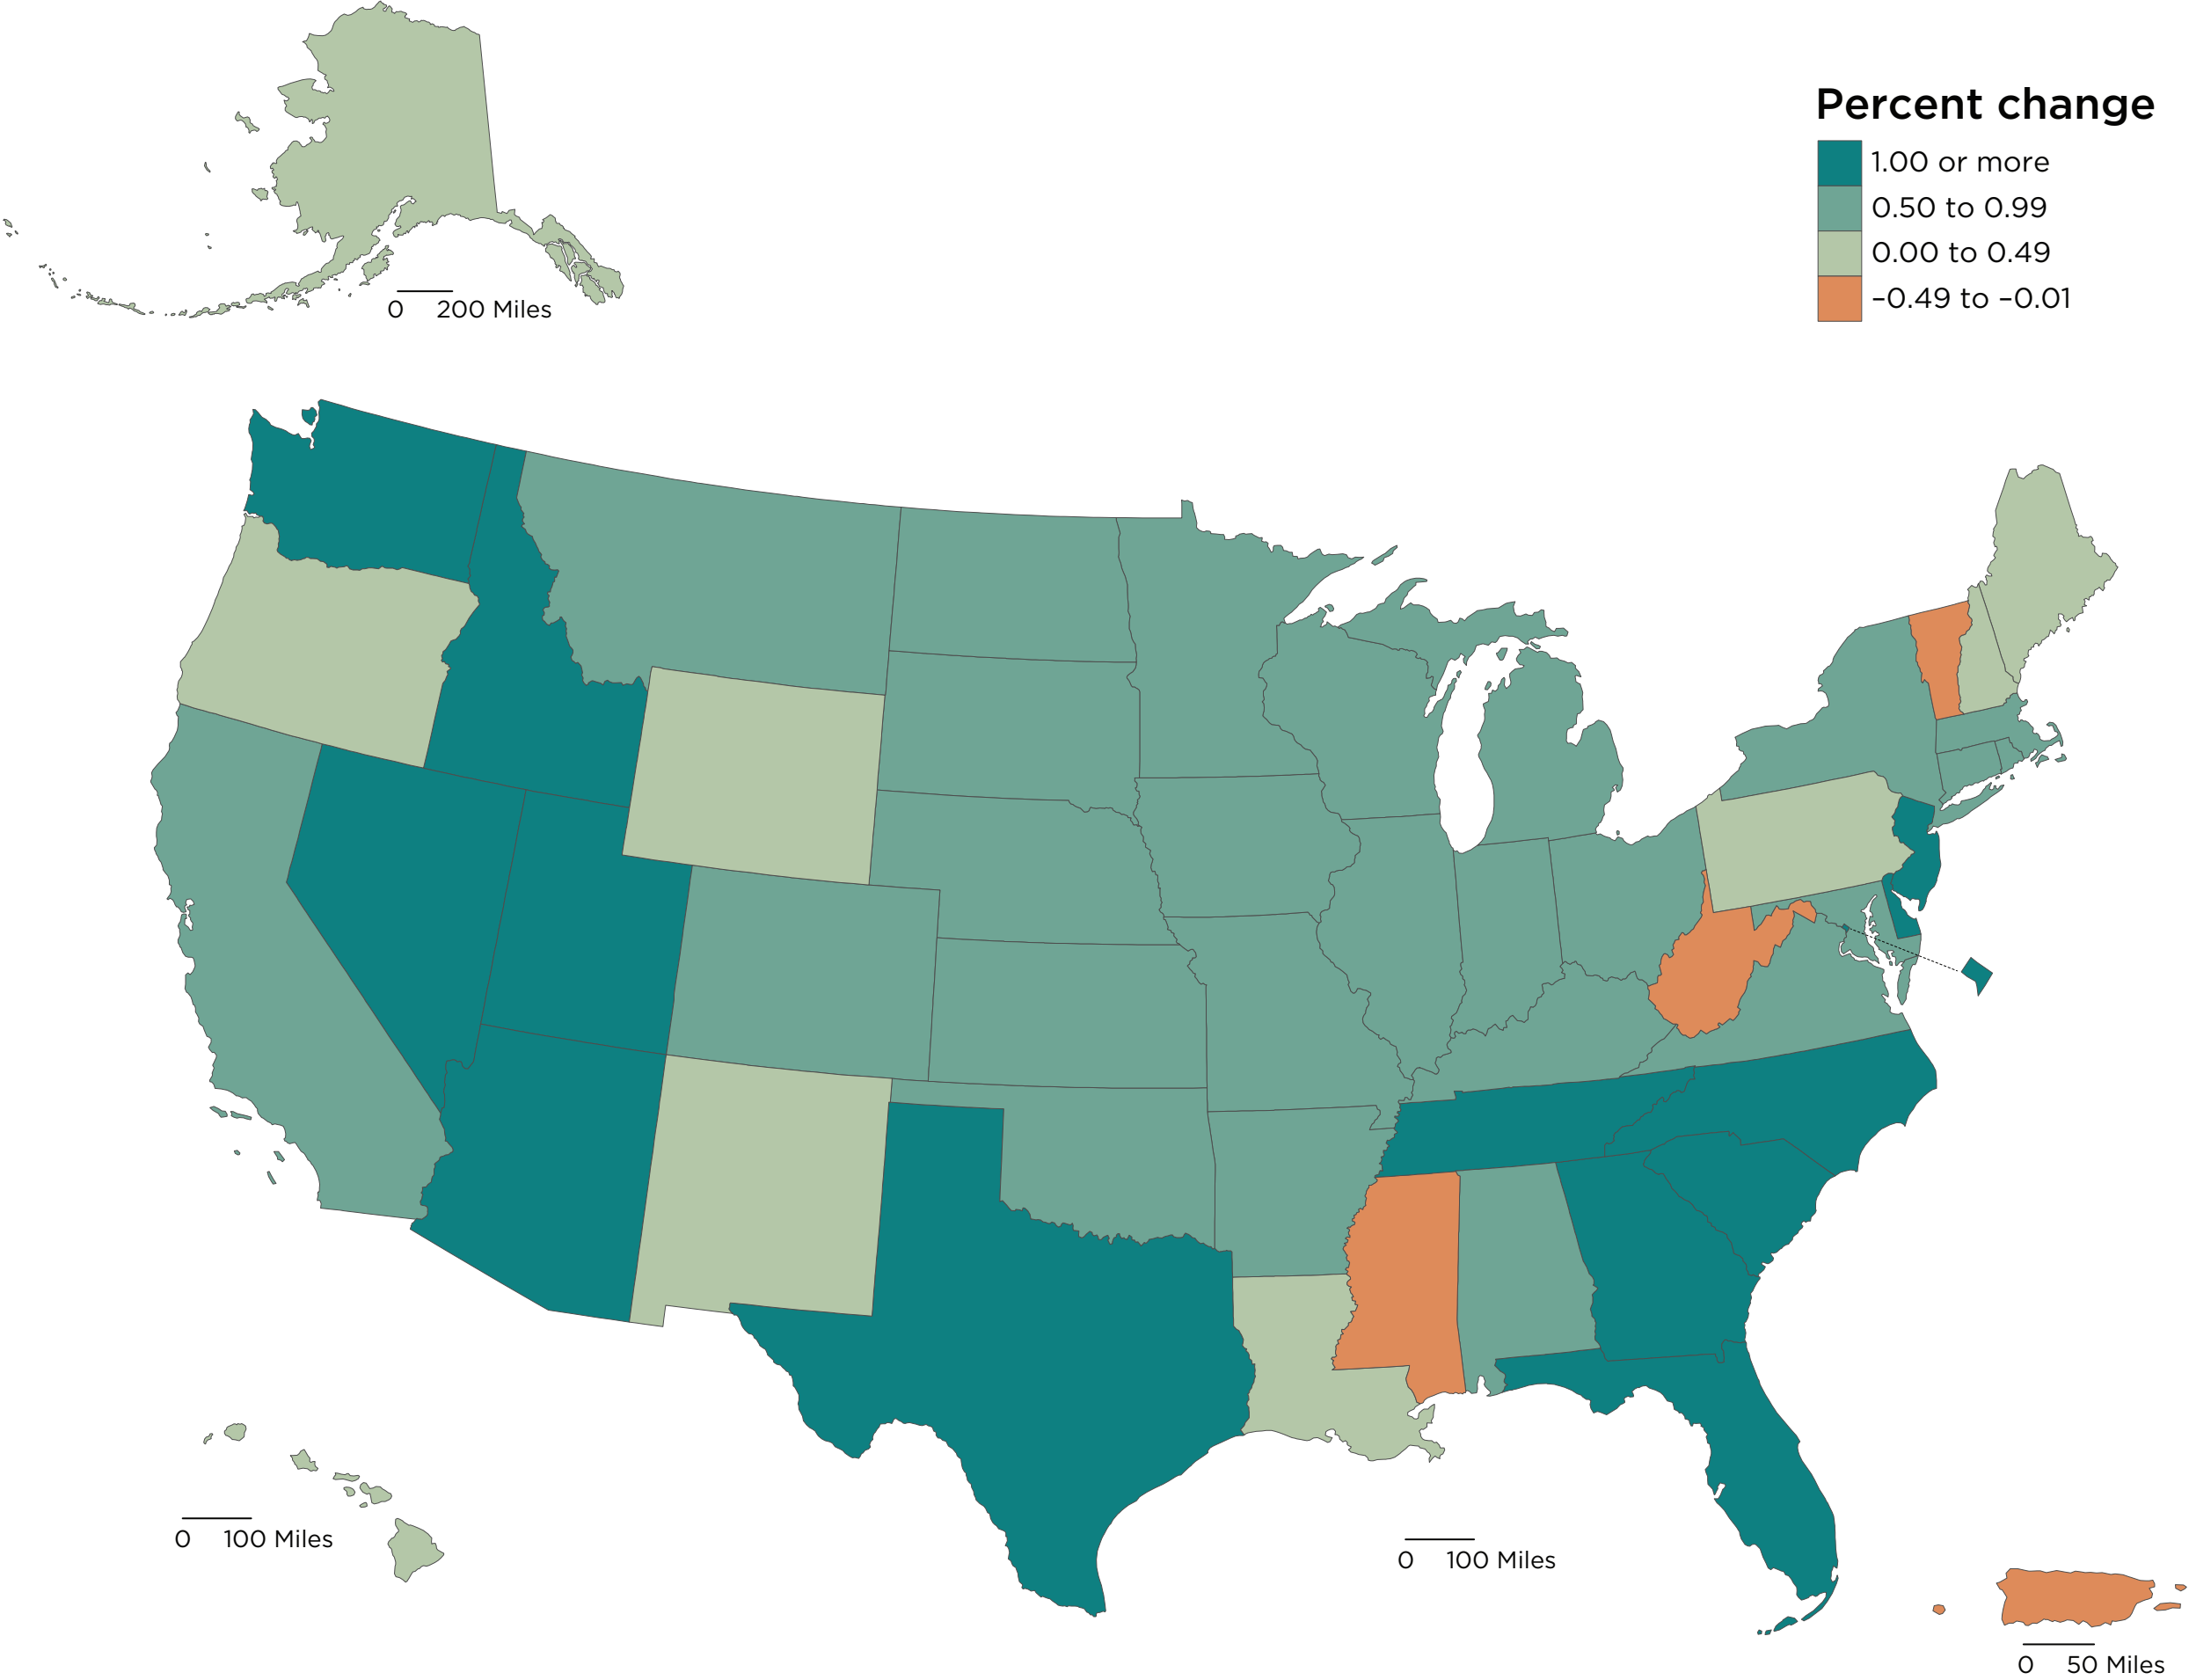 Percent change
1.00 or more
0.50 to 0.99
0.00 to 0.49
–0.49 to –0.01
0 200 Miles
0 100 Miles
0 100 Miles
0 50 Miles